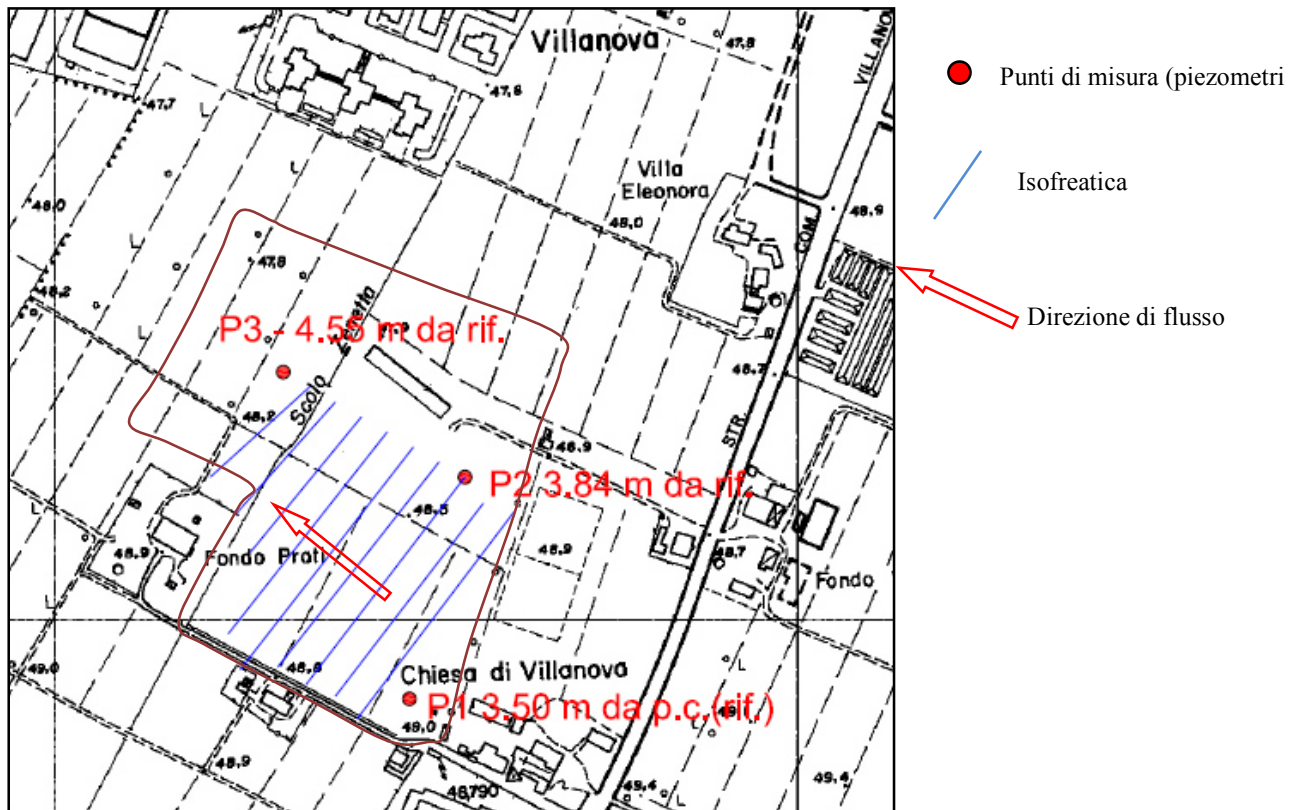 Villanova
47,8
VILLANO
Punti di misura (piezometri
47,7
47,8
L
Villa
Eleonora
Isofreatica
48,0
L
48,0
COM.
48,9
L
47,8
48,2
Direzione di flusso
P3.- 4.55 m da rif.
Scolo
L
48,7
STR.
48,2
48,9
P2 3.84 m da rif.
48,5
L
48,9
Fondo Prati
48,9
48,7
Fondo
L
49,0
48,8
Chiesa di Villanova
L
P1 3.50 m da p.c.(rif.)
49,0
48,9
48,790
49,4
L
49,4